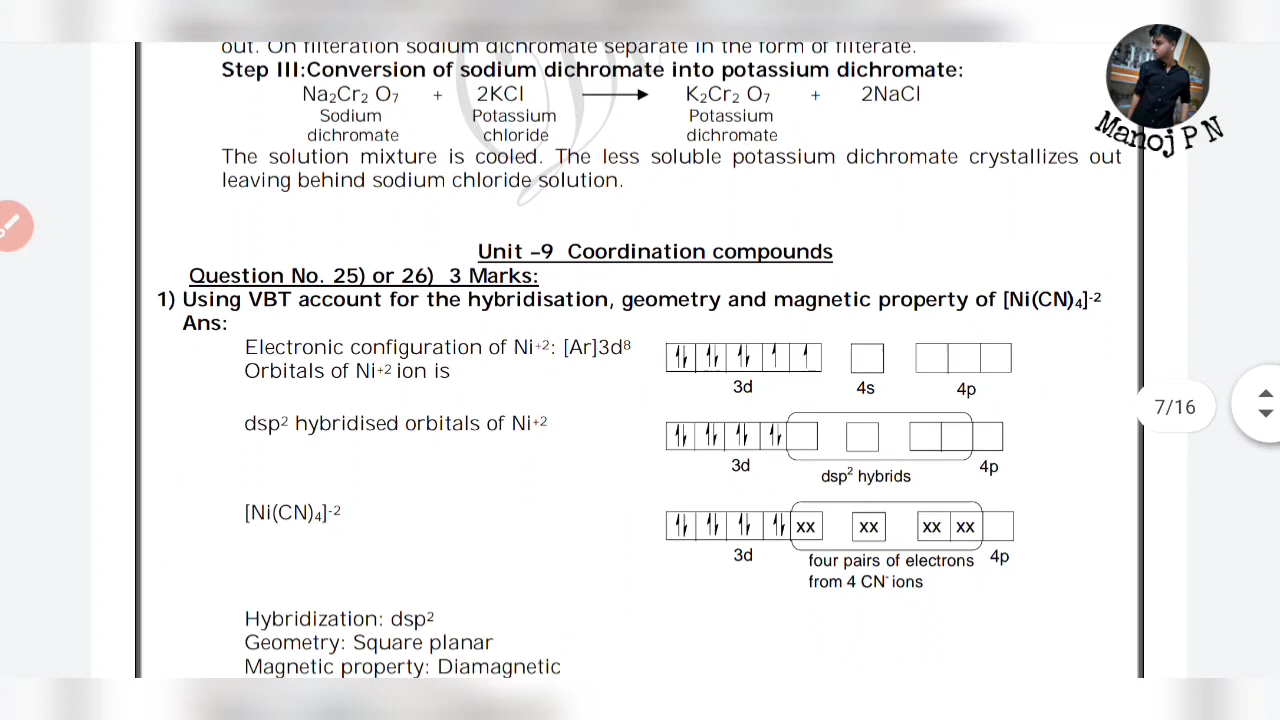 out. On filteration sodium dichromate separate in the form of filterate.
Step III:Conversion of sodium dichromate into potassium dichromate:
Na₂Cr₂ O₇ + 2KCl ⟶ K₂Cr₂ O₇ + 2NaCl
Sodium Potassium Potassium
dichromate chloride dichromate
The solution mixture is cooled. The less soluble potassium dichromate crystallizes out
leaving behind sodium chloride solution.
Manoj P N
Unit –9 Coordination compounds
Question No. 25) or 26) 3 Marks:
1) Using VBT account for the hybridisation, geometry and magnetic property of [Ni(CN)₄]⁻²
Ans:
Electronic configuration of Ni⁺²: [Ar]3d⁸
Orbitals of Ni⁺² ion is
3d 4s 4p
7/16
dsp² hybridised orbitals of Ni⁺²
3d dsp² hybrids 4p
[Ni(CN)₄]⁻²
xx xx xx xx
3d four pairs of electrons 4p
from 4 CN⁻ ions
Hybridization: dsp²
Geometry: Square planar
Magnetic property: Diamagnetic